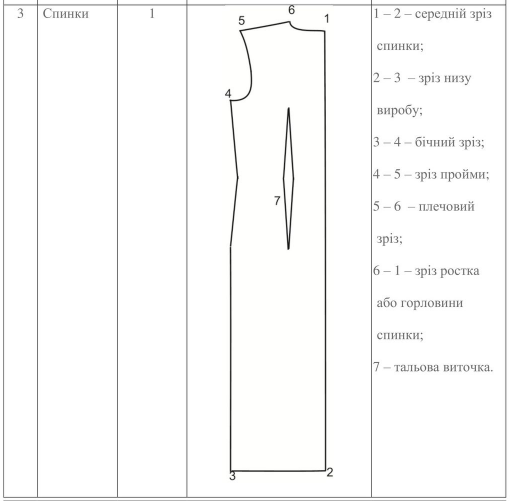 3 Спинки 1
6
5 1
4
7
3 2
1 – 2 – середній зріз
спинки;
2 – 3 – зріз низу
виробу;
3 – 4 – бічний зріз;
4 – 5 – зріз пройми;
5 – 6 – плечовий
зріз;
6 – 1 – зріз ростка
або горловини
спинки;
7 – тальова виточка.